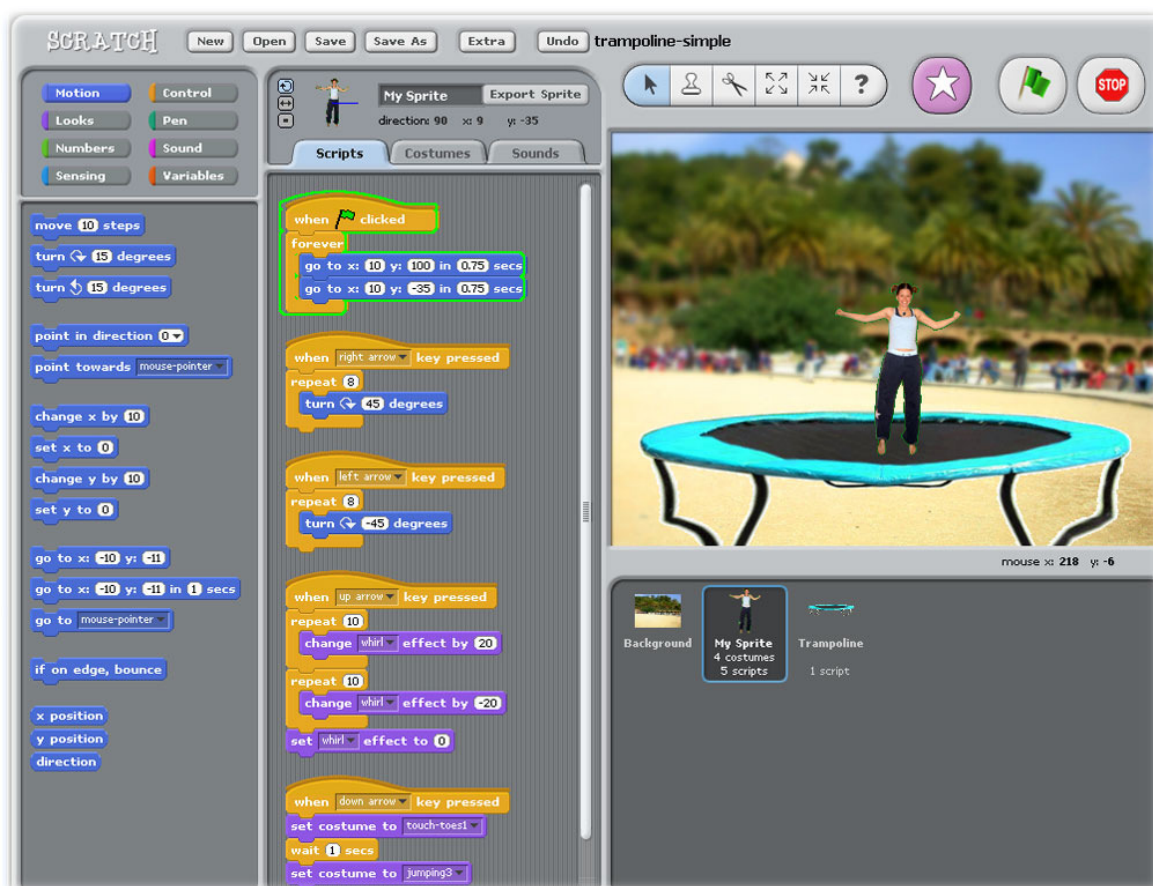 SCRATCH New Open Save Save As Extra Undo trampoline-simple
Motion Control
Looks Pen
Numbers Sound
Sensing Variables
move 10 steps
turn 15 degrees
turn 15 degrees
point in direction 0
point towards mouse-pointer
change x by 10
set x to 0
change y by 10
set y to 0
go to x: -10 y: -11
go to x: -10 y: -11 in 1 secs
go to mouse-pointer
if on edge, bounce
x position
y position
direction
My Sprite Export Sprite
direction: 90 x: 9 y: -35
Scripts Costumes Sounds
when clicked
forever
go to x: 10 y: 100 in 0.75 secs
go to x: 10 y: -35 in 0.75 secs
when right arrow key pressed
repeat 8
turn 45 degrees
when left arrow key pressed
repeat 8
turn -45 degrees
when up arrow key pressed
repeat 10
change whirl effect by 20
repeat 10
change whirl effect by -20
set whirl effect to 0
when down arrow key pressed
set costume to touch-toes1
wait 1 secs
set costume to jumping3
?
STOP
mouse x: 218 y: -6
Background My Sprite Trampoline
4 costumes
5 scripts 1 script